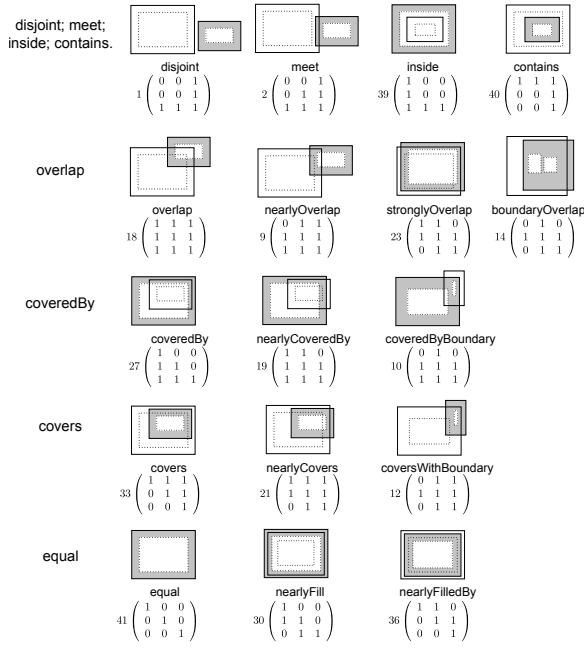 disjoint; meet;
inside; contains.
disjoint meet inside contains
1 ( 0 0 1 2 ( 0 0 1 39 ( 1 0 0 40 ( 1 1 1
0 0 1 0 1 1 1 0 0 0 0 1
1 1 1 ) 1 1 1 ) 1 1 1 ) 0 0 1 )
overlap
overlap nearlyOverlap stronglyOverlap boundaryOverlap
18 ( 1 1 1 9 ( 0 1 1 23 ( 1 1 1 14 ( 0 1 0
1 1 1 1 1 1 1 1 1 1 1 1
1 1 1 ) 1 1 1 ) 0 1 1 ) 0 1 1 )
coveredBy
coveredBy nearlyCoveredBy coveredByBoundary
27 ( 1 0 0 19 ( 1 1 0 10 ( 0 1 0
1 1 0 1 1 1 1 1 1
1 1 1 ) 1 1 1 ) 1 1 1 )
covers
covers nearlyCovers coversWithBoundary
33 ( 1 1 1 21 ( 1 1 1 12 ( 0 1 1
0 1 1 1 1 1 1 1 1
0 0 1 ) 0 1 1 ) 0 1 1 )
equal
equal nearlyFill nearlyFilledBy
41 ( 1 0 0 30 ( 1 0 0 36 ( 1 1 0
0 1 0 1 1 0 0 1 1
0 0 1 ) 0 1 1 ) 0 0 1 )